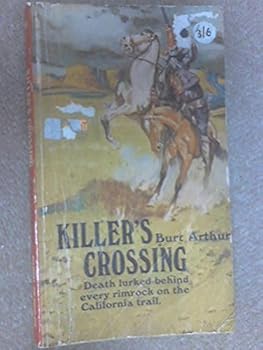 3/6
KILLER'S
Burt Arthur
CROSSING
Death lurked behind
every rimrock on the
California trail.